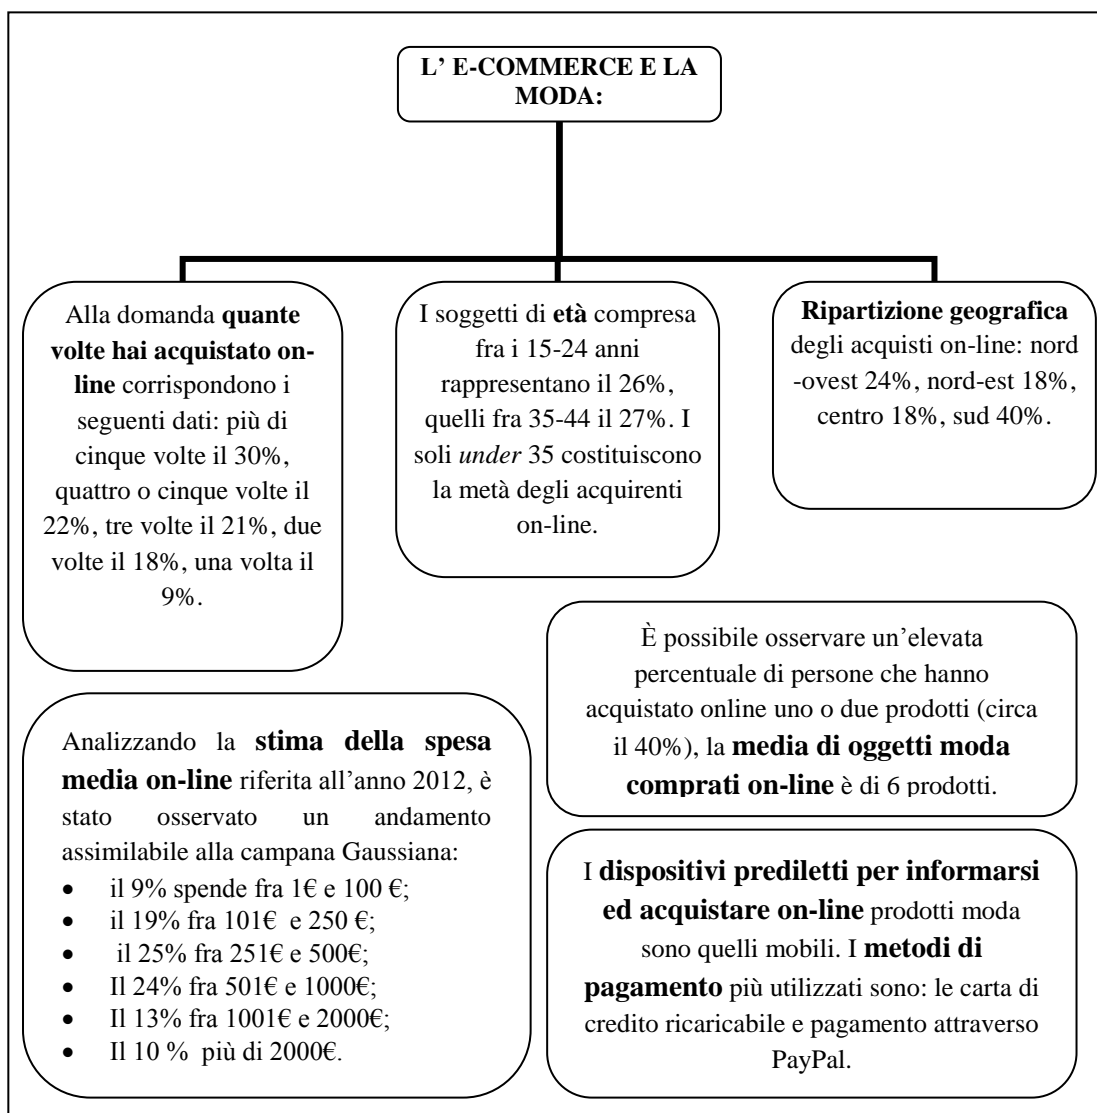 L' E-COMMERCE E LA
MODA:
Alla domanda quante
volte hai acquistato on-
line corrispondono i
seguenti dati: più di
cinque volte il 30%,
quattro o cinque volte il
22%, tre volte il 21%, due
volte il 18%, una volta il
9%.
I soggetti di età compresa
fra i 15-24 anni
rappresentano il 26%,
quelli fra 35-44 il 27%. I
soli under 35 costituiscono
la metà degli acquirenti
on-line.
Ripartizione geografica
degli acquisti on-line: nord
-ovest 24%, nord-est 18%,
centro 18%, sud 40%.
È possibile osservare un'elevata
percentuale di persone che hanno
acquistato online uno o due prodotti (circa
il 40%), la media di oggetti moda
comprati on-line è di 6 prodotti.
Analizzando la stima della spesa
media on-line riferita all'anno 2012, è
stato osservato un andamento
assimilabile alla campana Gaussiana:
• il 9% spende fra 1€ e 100 €;
• il 19% fra 101€ e 250 €;
• il 25% fra 251€ e 500€;
• Il 24% fra 501€ e 1000€;
• Il 13% fra 1001€ e 2000€;
• Il 10 % più di 2000€.
I dispositivi prediletti per informarsi
ed acquistare on-line prodotti moda
sono quelli mobili. I metodi di
pagamento più utilizzati sono: le carta di
credito ricaricabile e pagamento attraverso
PayPal.